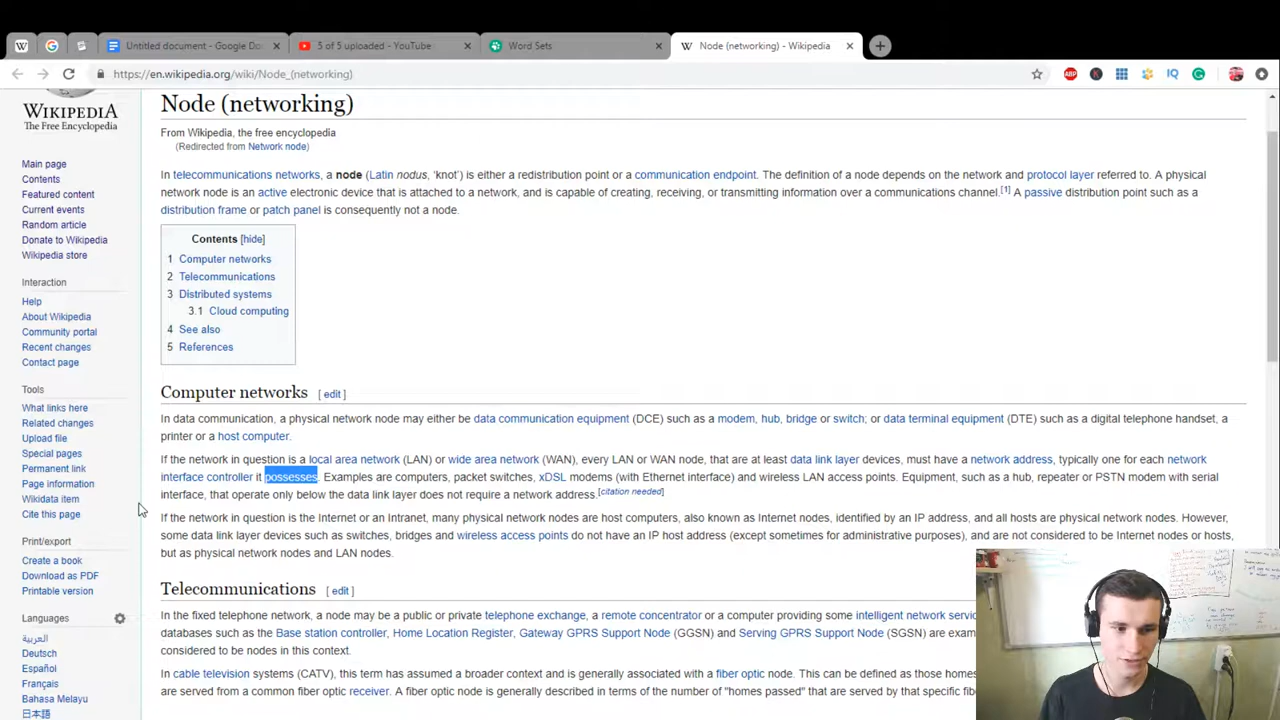 Untitled document - Google Do
5 of 5 uploaded - YouTube
Word Sets
Node (networking) - Wikipedia
https://en.wikipedia.org/wiki/Node_(networking)
WIKIPEDIA
The Free Encyclopedia
Main page
Contents
Featured content
Current events
Random article
Donate to Wikipedia
Wikipedia store
Interaction
Help
About Wikipedia
Community portal
Recent changes
Contact page
Tools
What links here
Related changes
Upload file
Special pages
Permanent link
Page information
Wikidata item
Cite this page
Print/export
Create a book
Download as PDF
Printable version
Languages
العربية
Deutsch
Español
Français
Bahasa Melayu
日本語
Node (networking)
From Wikipedia, the free encyclopedia
(Redirected from Network node)
In telecommunications networks, a node (Latin nodus, ‘knot’) is either a redistribution point or a communication endpoint. The definition of a node depends on the network and protocol layer referred to. A physical
network node is an active electronic device that is attached to a network, and is capable of creating, receiving, or transmitting information over a communications channel.[1] A passive distribution point such as a
distribution frame or patch panel is consequently not a node.
Contents [hide]
1 Computer networks
2 Telecommunications
3 Distributed systems
3.1 Cloud computing
4 See also
5 References
Computer networks [ edit ]
In data communication, a physical network node may either be data communication equipment (DCE) such as a modem, hub, bridge or switch; or data terminal equipment (DTE) such as a digital telephone handset, a
printer or a host computer.
If the network in question is a local area network (LAN) or wide area network (WAN), every LAN or WAN node, that are at least data link layer devices, must have a network address, typically one for each network
interface controller it possesses. Examples are computers, packet switches, xDSL modems (with Ethernet interface) and wireless LAN access points. Equipment, such as a hub, repeater or PSTN modem with serial
interface, that operate only below the data link layer does not require a network address.[citation needed]
If the network in question is the Internet or an Intranet, many physical network nodes are host computers, also known as Internet nodes, identified by an IP address, and all hosts are physical network nodes. However,
some data link layer devices such as switches, bridges and wireless access points do not have an IP host address (except sometimes for administrative purposes), and are not considered to be Internet nodes or hosts,
but as physical network nodes and LAN nodes.
Telecommunications [ edit ]
In the fixed telephone network, a node may be a public or private telephone exchange, a remote concentrator or a computer providing some intelligent network servic
databases such as the Base station controller, Home Location Register, Gateway GPRS Support Node (GGSN) and Serving GPRS Support Node (SGSN) are exam
considered to be nodes in this context.
In cable television systems (CATV), this term has assumed a broader context and is generally associated with a fiber optic node. This can be defined as those homes
are served from a common fiber optic receiver. A fiber optic node is generally described in terms of the number of "homes passed" that are served by that specific fib